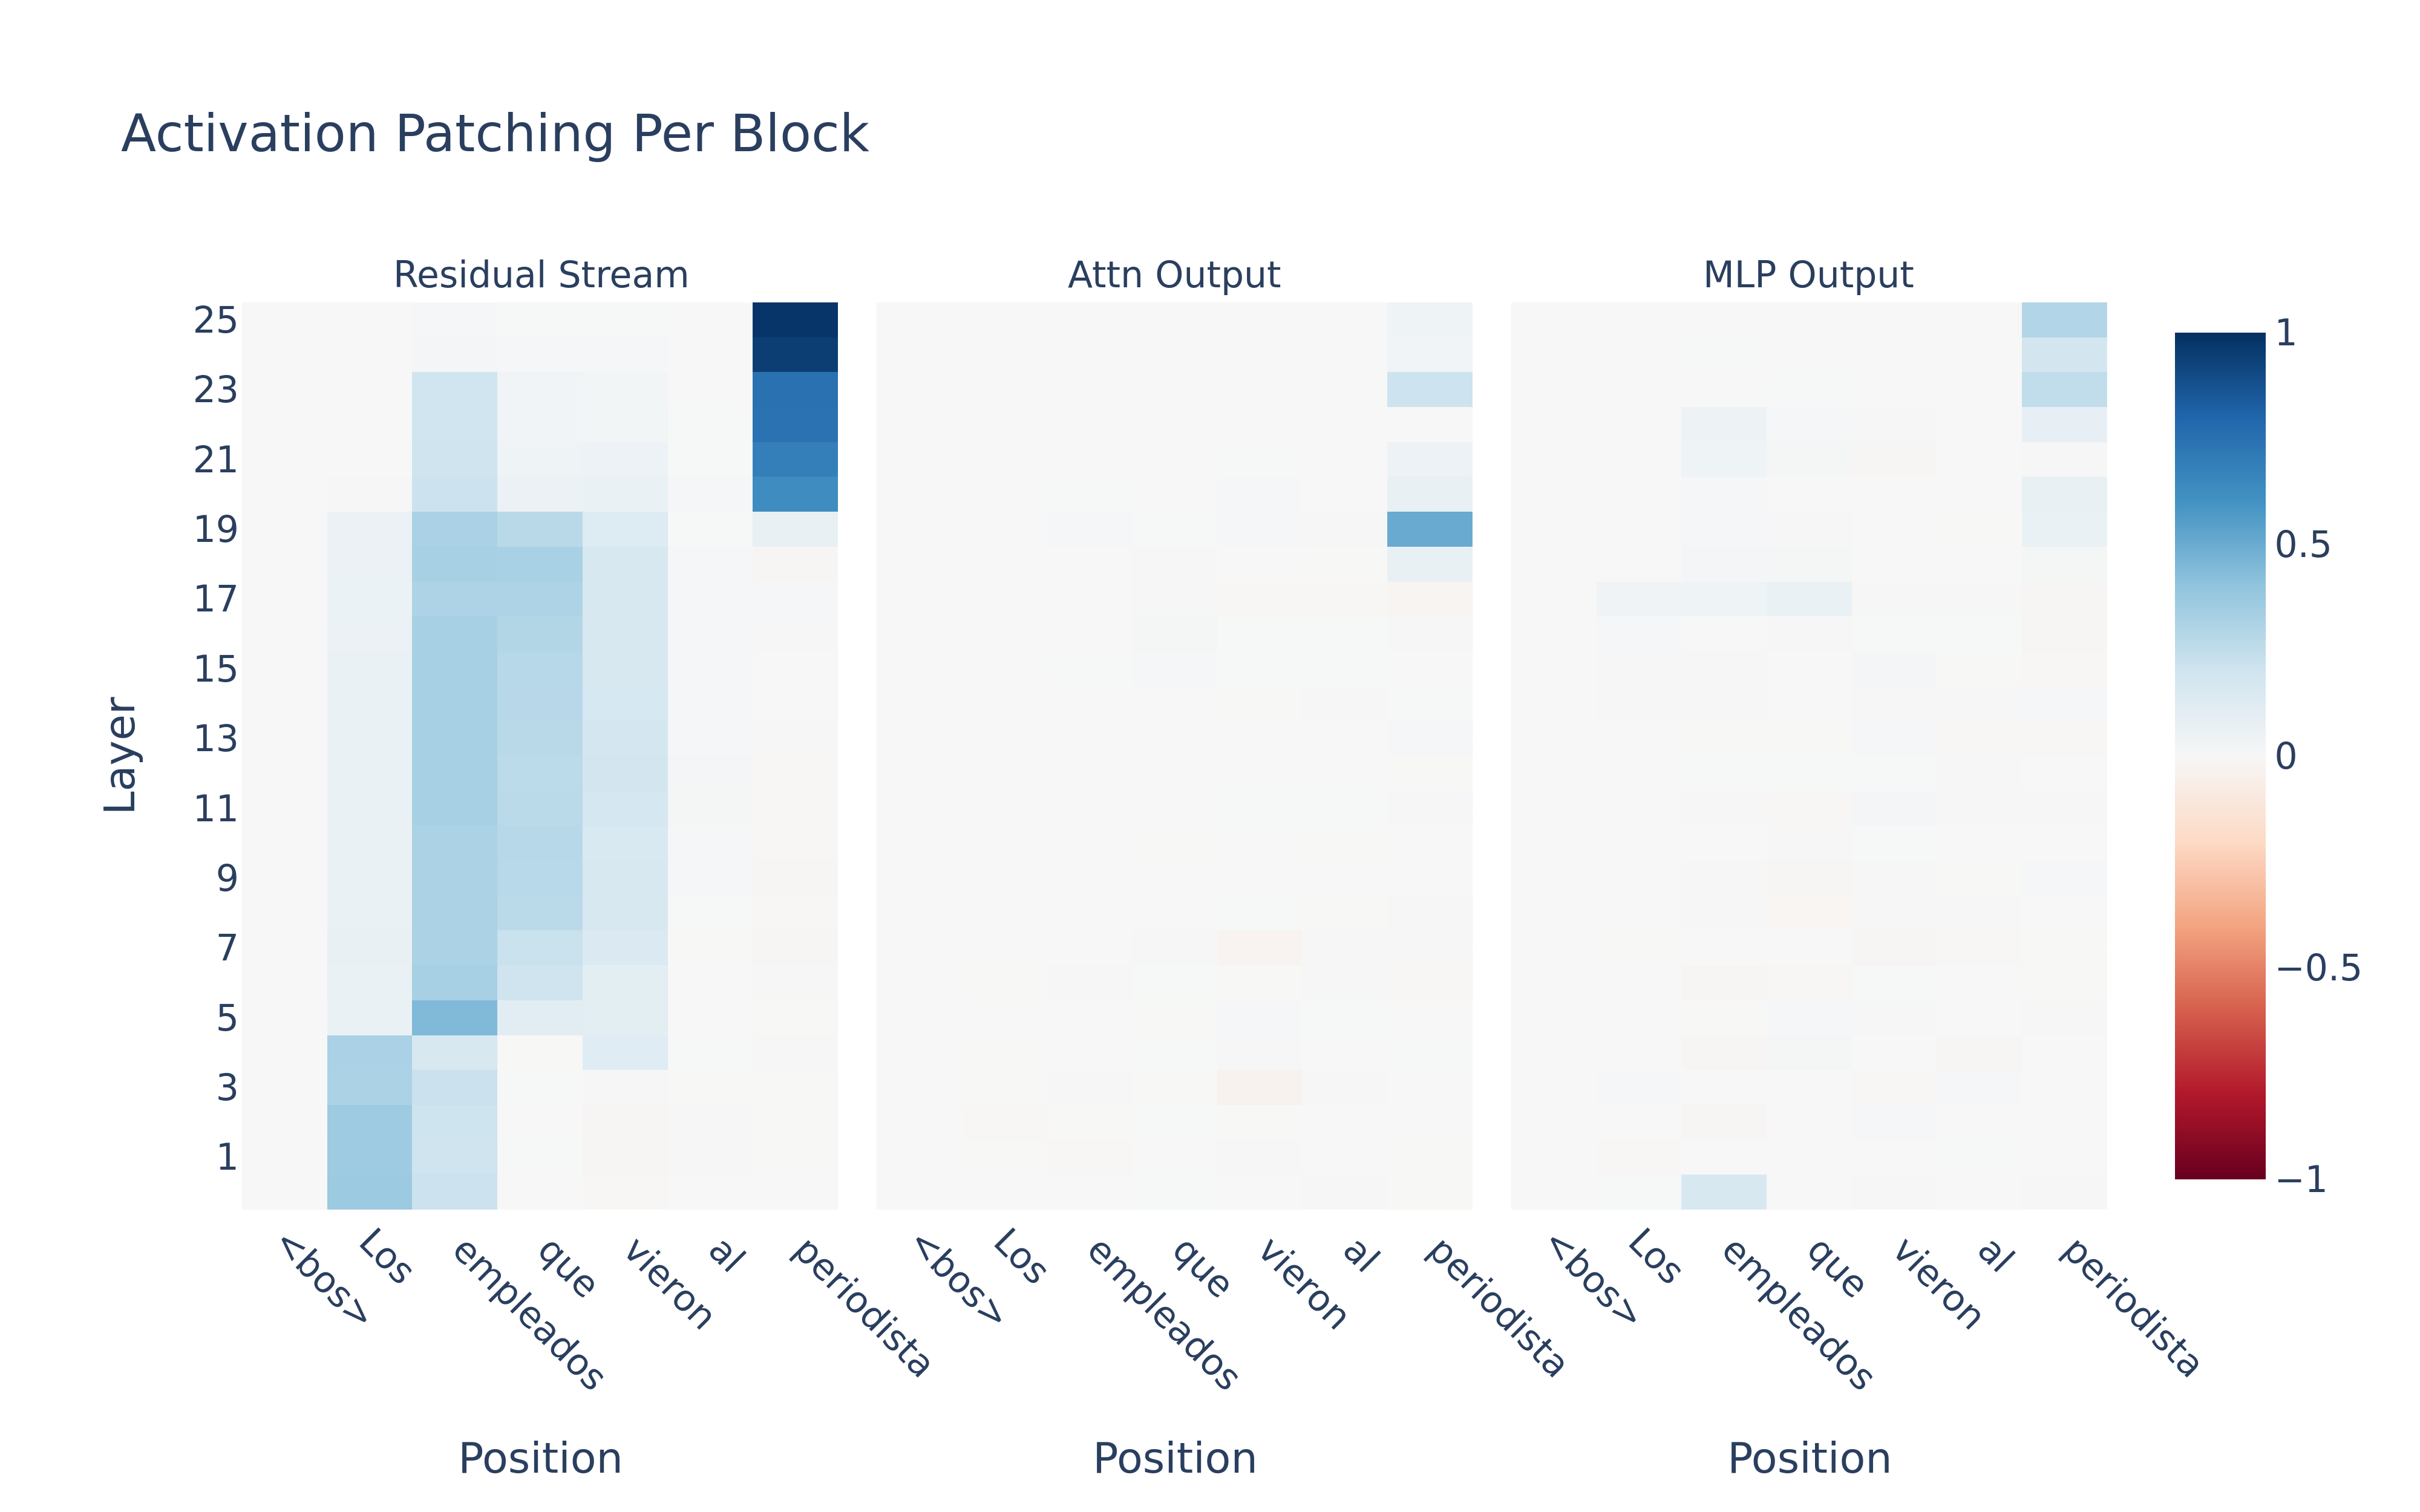 Activation Patching Per Block
Residual Stream
Attn Output
MLP Output
Layer
25
23
21
19
17
15
13
11
9
7
5
3
1
<bos>
Los
empleados
que
vieron
al
periodista
<bos>
Los
empleados
que
vieron
al
periodista
<bos>
Los
empleados
que
vieron
al
periodista
Position
Position
Position
1
0.5
0
−0.5
−1